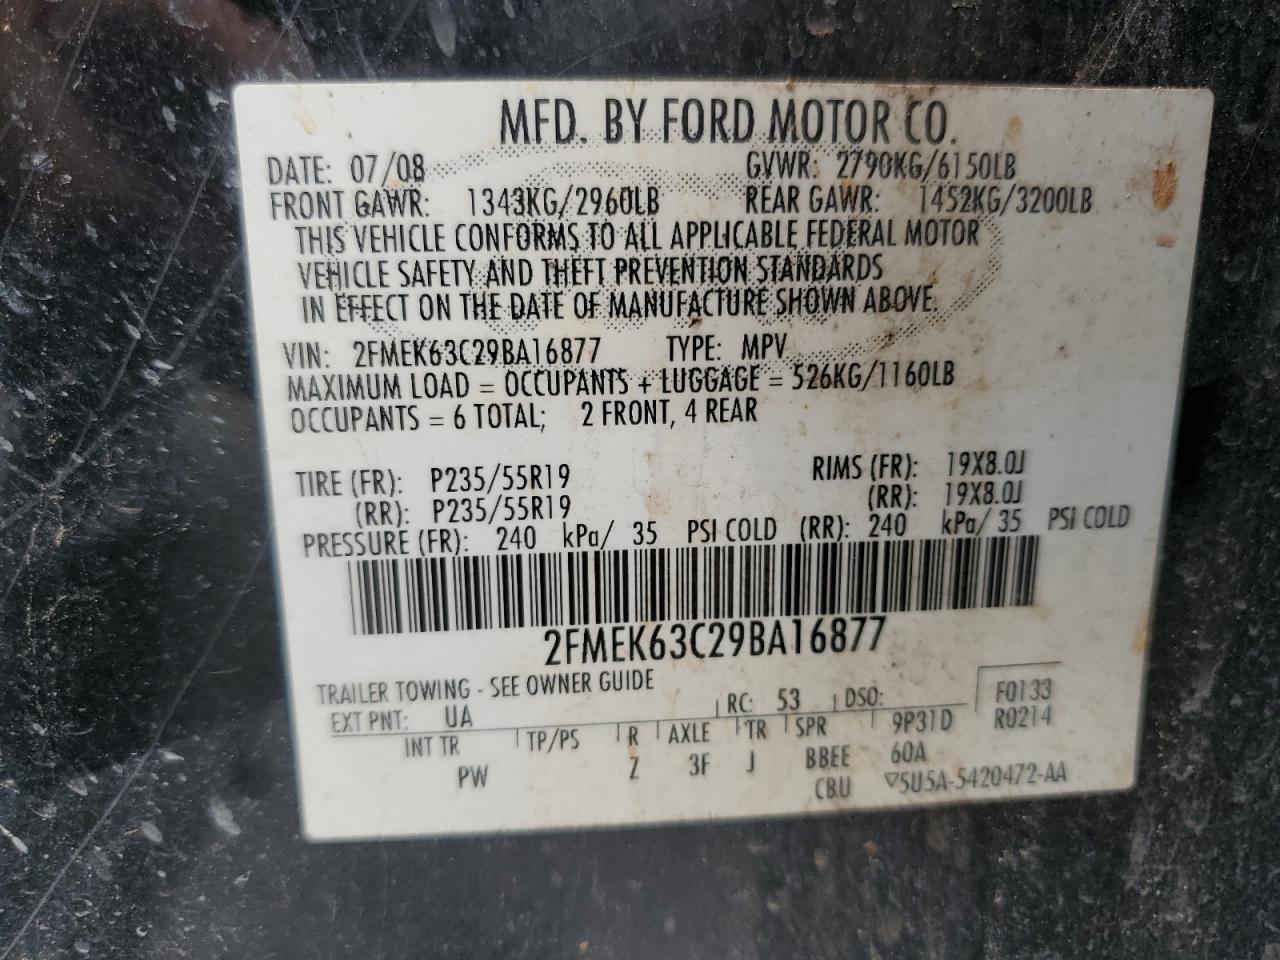 MFD. BY FORD MOTOR CO.
DATE: 07/08 GVWR: 2790KG/6150LB
FRONT GAWR: 1343KG/2960LB REAR GAWR: 1452KG/3200LB
THIS VEHICLE CONFORMS TO ALL APPLICABLE FEDERAL MOTOR
VEHICLE SAFETY AND THEFT PREVENTION STANDARDS
IN EFFECT ON THE DATE OF MANUFACTURE SHOWN ABOVE.
VIN: 2FMEK63C29BA16877 TYPE: MPV
MAXIMUM LOAD = OCCUPANTS + LUGGAGE = 526KG/1160LB
OCCUPANTS = 6 TOTAL; 2 FRONT, 4 REAR
TIRE (FR): P235/55R19 RIMS (FR): 19X8.0J
(RR): P235/55R19 (RR): 19X8.0J
PRESSURE (FR): 240 kPa/ 35 PSI COLD (RR): 240 kPa/ 35 PSI COLD
2FMEK63C29BA16877
TRAILER TOWING - SEE OWNER GUIDE
EXT PNT: UA RC: 53 DSO: F0133
INT TR TP/PS R AXLE TR SPR 9P31D R0214
PW Z 3F J BBEE 60A
CBU ▽5U5A-5420472-AA